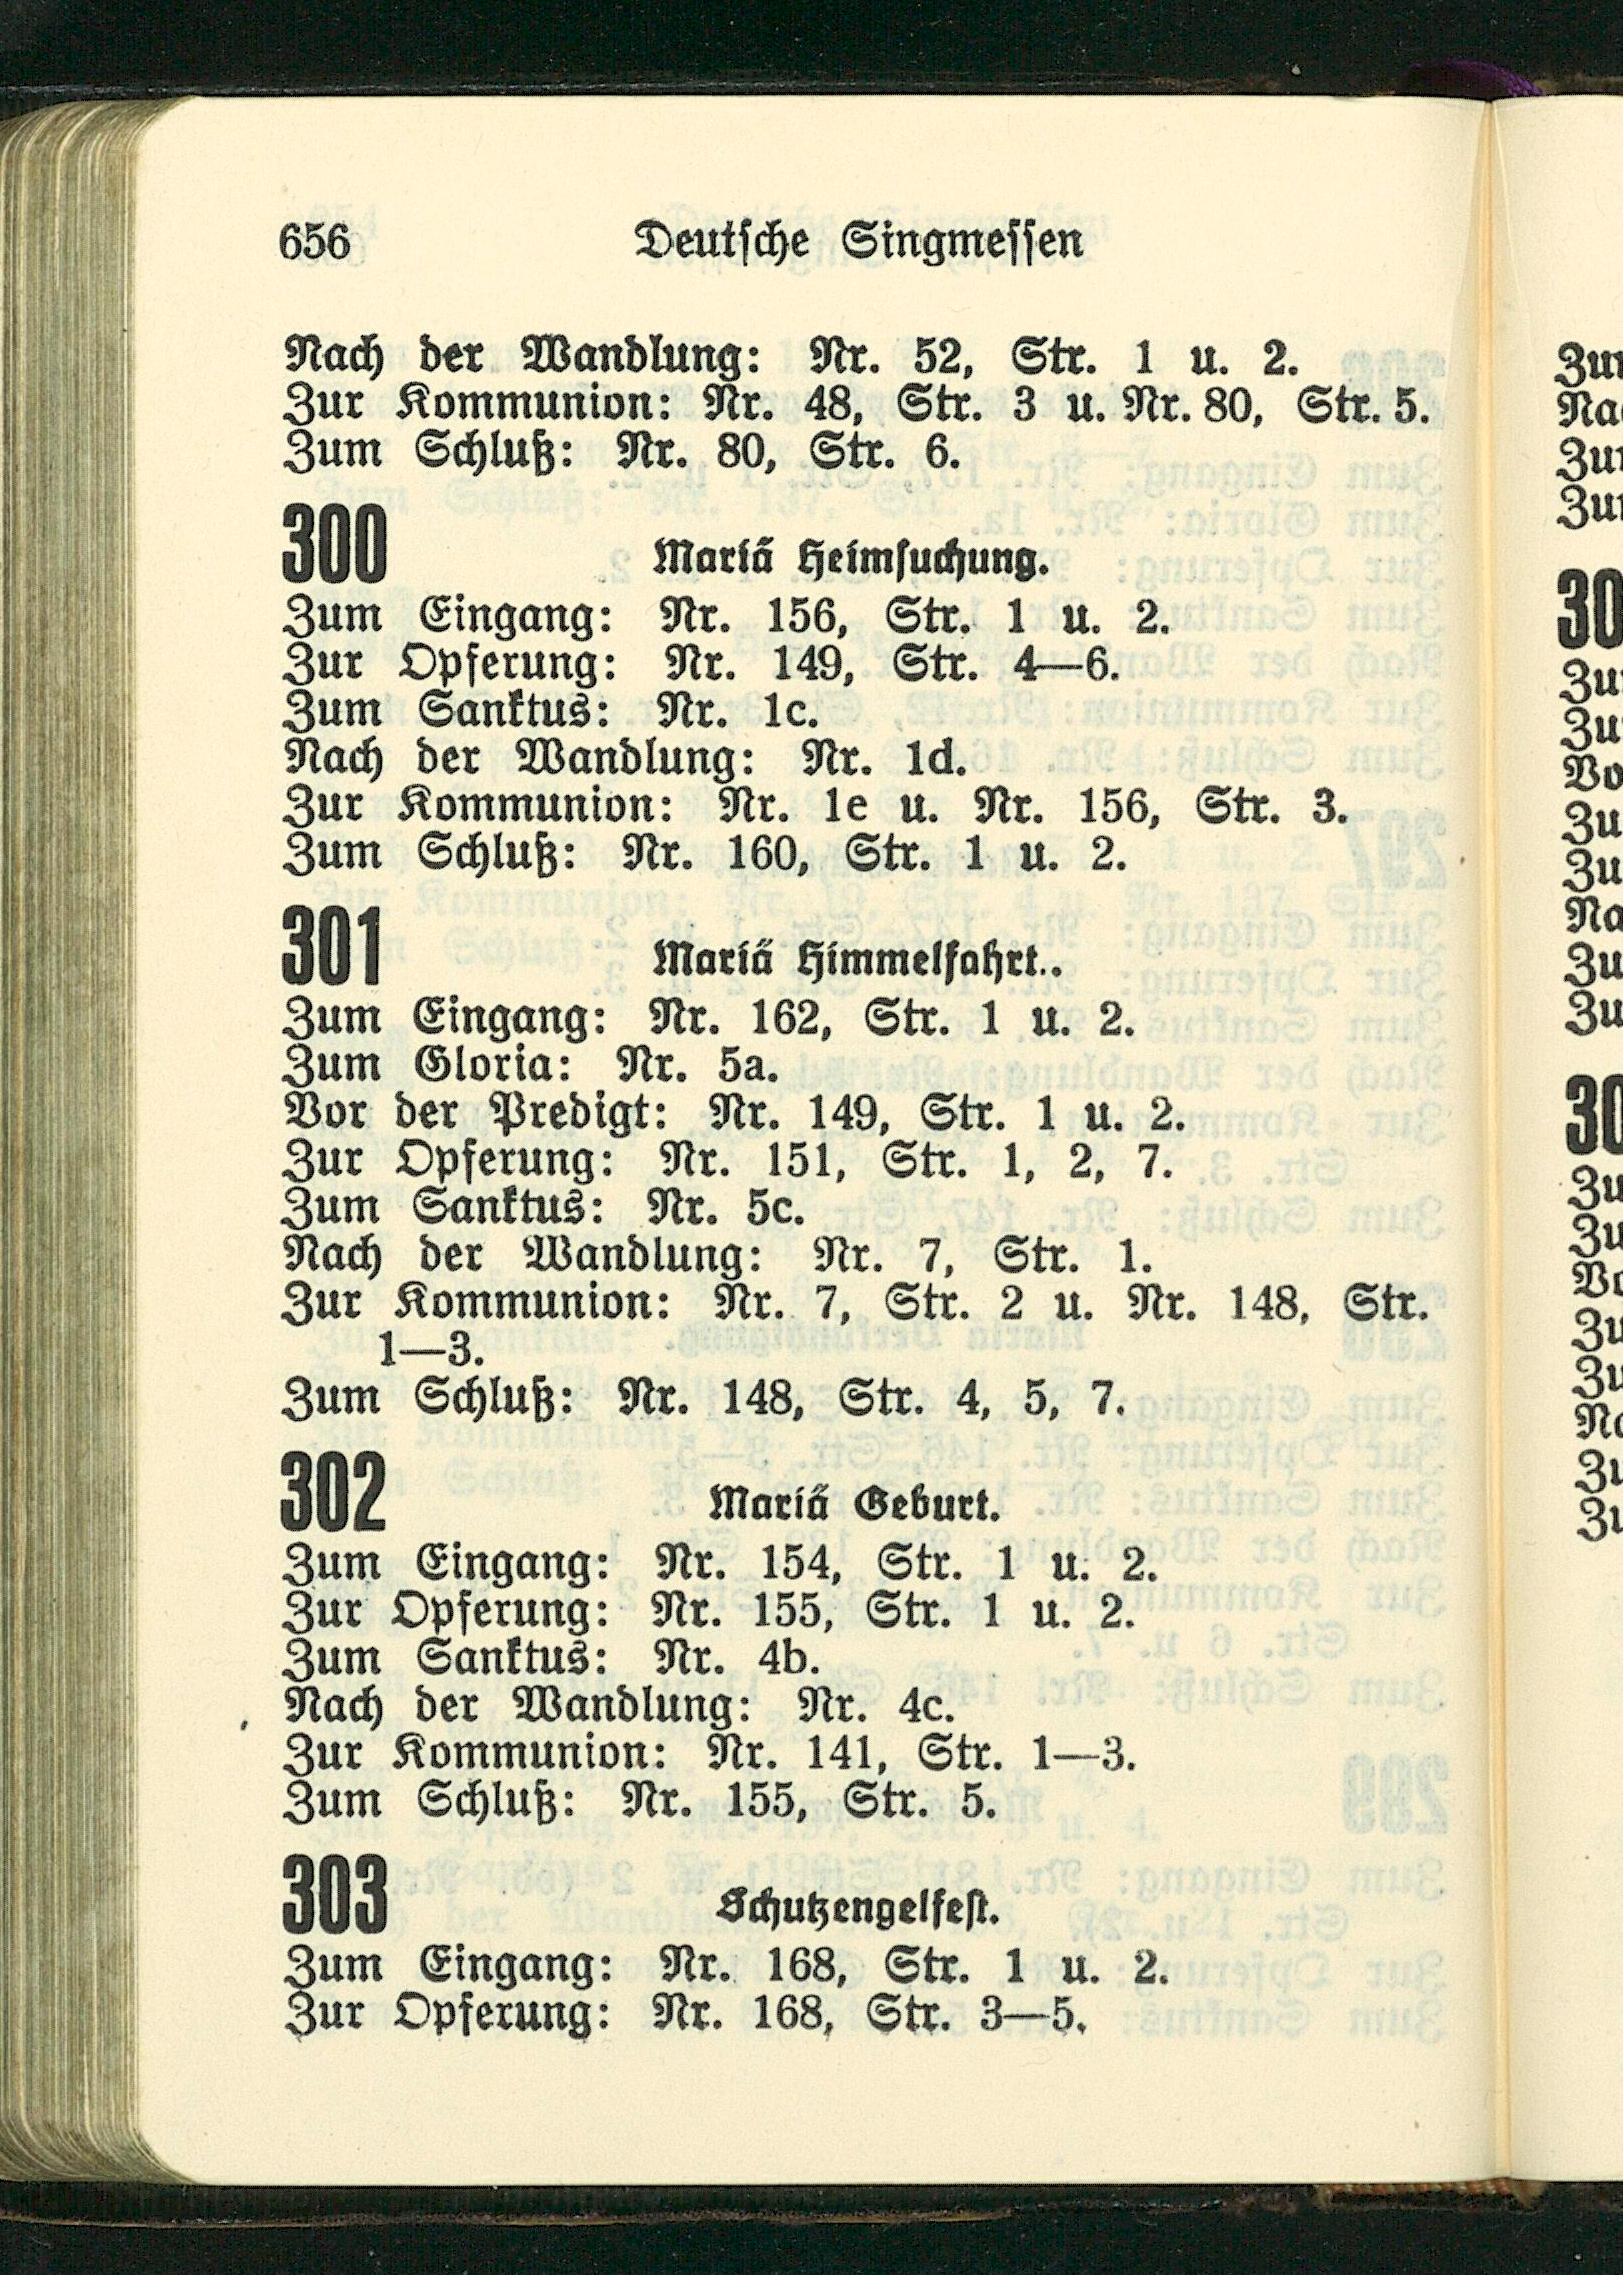 656 Deutsche Singmessen
Nach der Wandlung: Nr. 52, Str. 1 u. 2.
Zur Kommunion: Nr. 48, Str. 3 u. Nr. 80, Str. 5.
Zum Schluß: Nr. 80, Str. 6.
300 Mariä Heimsuchung.
Zum Eingang: Nr. 156, Str. 1 u. 2.
Zur Opferung: Nr. 149, Str. 4—6.
Zum Sanktus: Nr. 1c.
Nach der Wandlung: Nr. 1d.
Zur Kommunion: Nr. 1e u. Nr. 156, Str. 3.
Zum Schluß: Nr. 160, Str. 1 u. 2.
301 Mariä Himmelfahrt..
Zum Eingang: Nr. 162, Str. 1 u. 2.
Zum Gloria: Nr. 5a.
Vor der Predigt: Nr. 149, Str. 1 u. 2.
Zur Opferung: Nr. 151, Str. 1, 2, 7.
Zum Sanktus: Nr. 5c.
Nach der Wandlung: Nr. 7, Str. 1.
Zur Kommunion: Nr. 7, Str. 2 u. Nr. 148, Str.
1—3.
Zum Schluß: Nr. 148, Str. 4, 5, 7.
302 Mariä Geburt.
Zum Eingang: Nr. 154, Str. 1 u. 2.
Zur Opferung: Nr. 155, Str. 1 u. 2.
Zum Sanktus: Nr. 4b.
Nach der Wandlung: Nr. 4c.
Zur Kommunion: Nr. 141, Str. 1—3.
Zum Schluß: Nr. 155, Str. 5.
303 Schutzengelfest.
Zum Eingang: Nr. 168, Str. 1 u. 2.
Zur Opferung: Nr. 168, Str. 3—5.